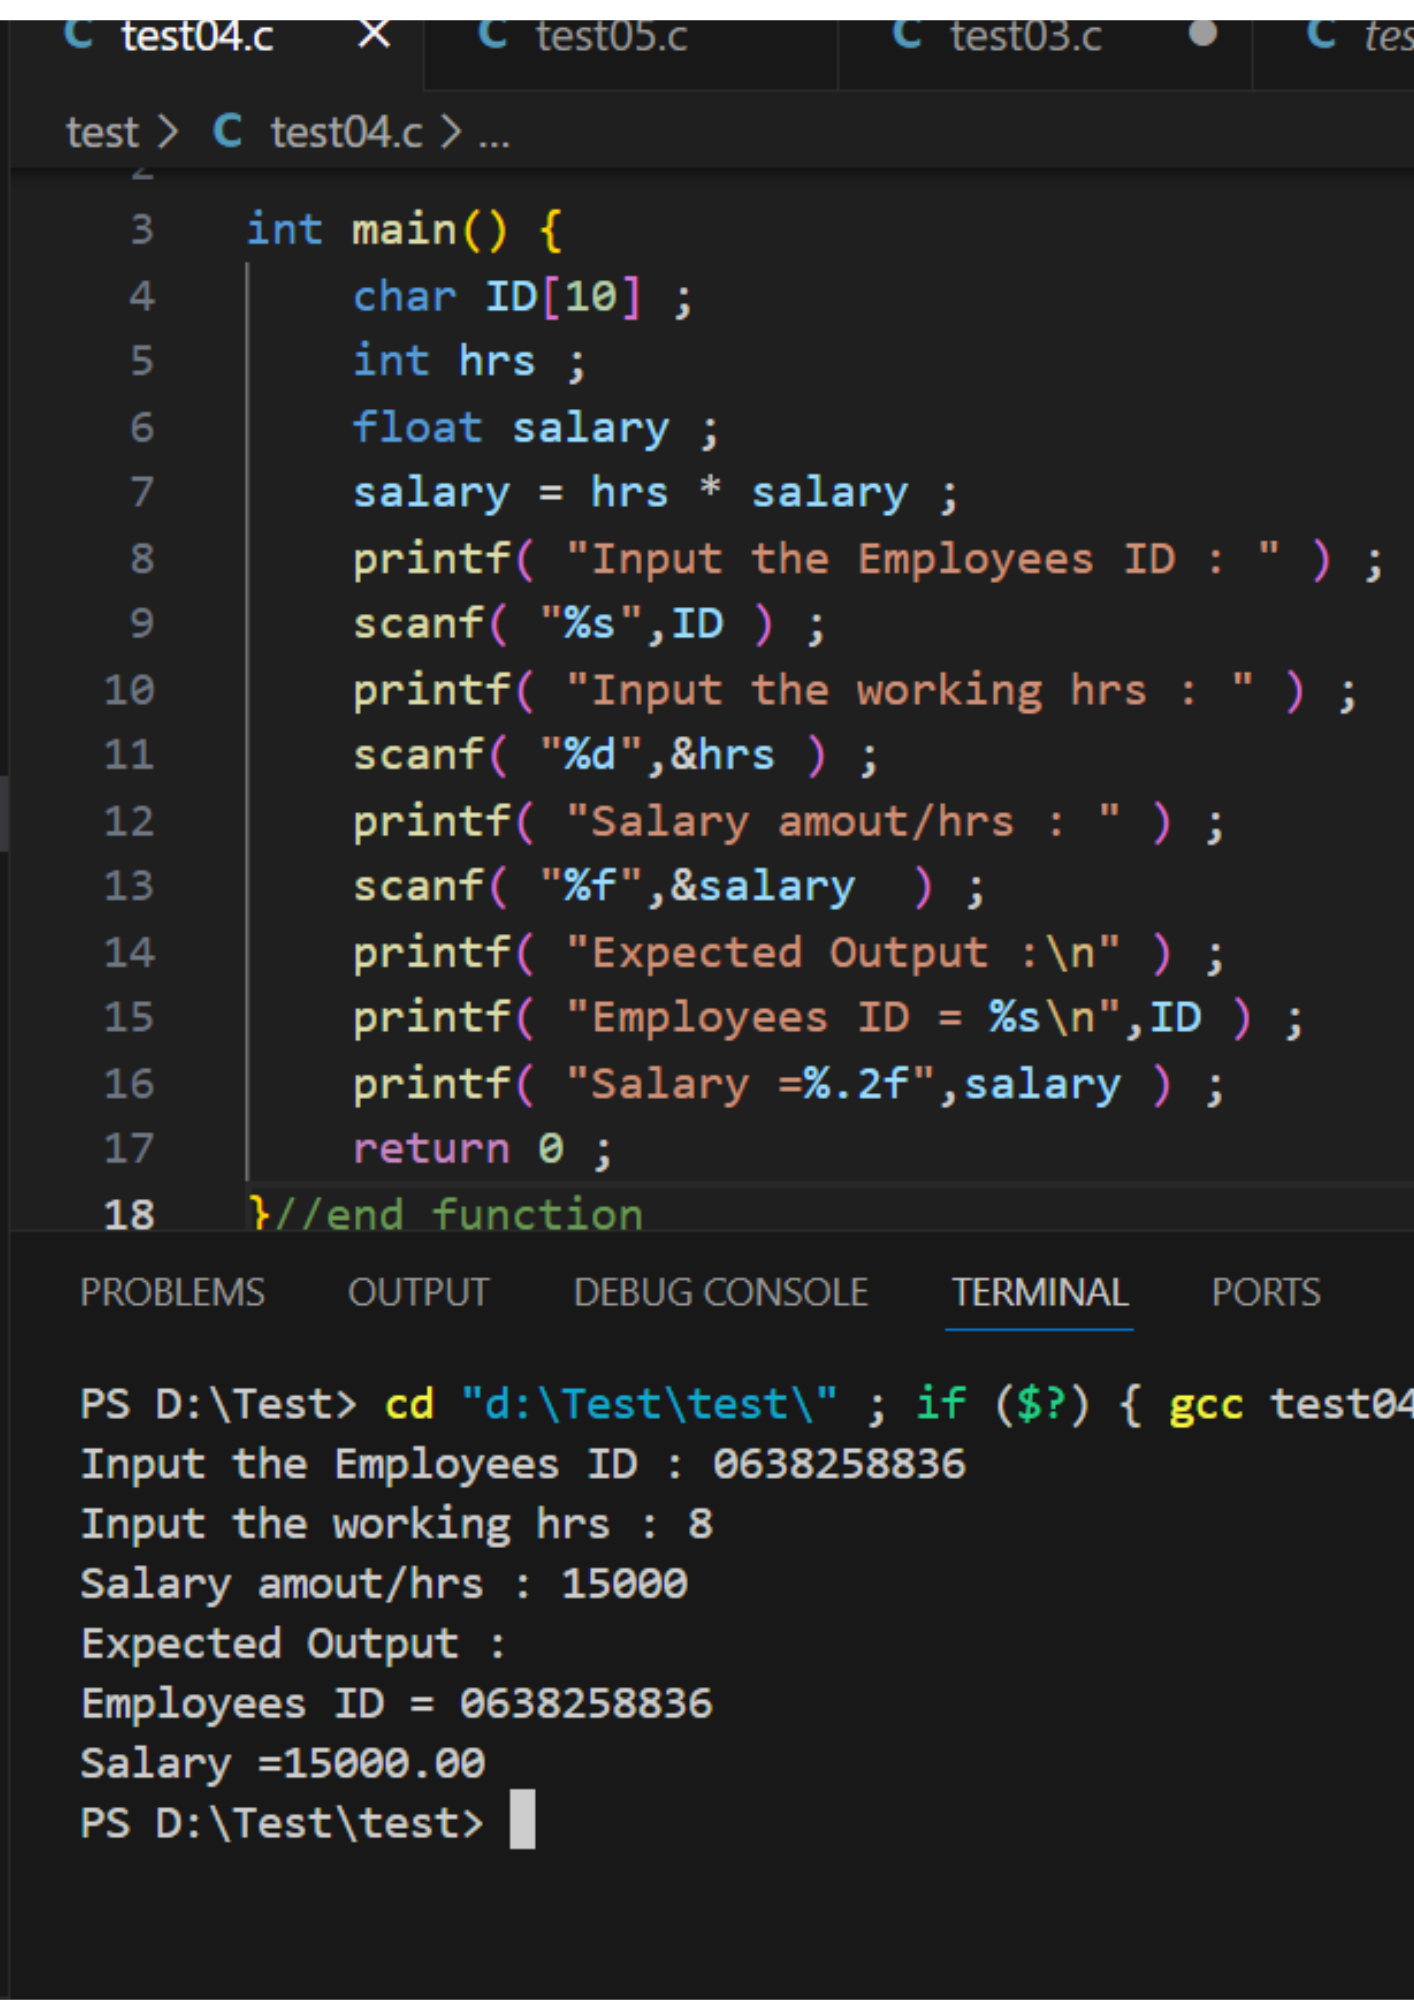 C test04.c × C test05.c C test03.c ● C tes
test > C test04.c > ...
2
3 int main() {
4 char ID[10] ;
5 int hrs ;
6 float salary ;
7 salary = hrs * salary ;
8 printf( "Input the Employees ID : " ) ;
9 scanf( "%s",ID ) ;
10 printf( "Input the working hrs : " ) ;
11 scanf( "%d",&hrs ) ;
12 printf( "Salary amout/hrs : " ) ;
13 scanf( "%f",&salary  ) ;
14 printf( "Expected Output :\n" ) ;
15 printf( "Employees ID = %s\n",ID ) ;
16 printf( "Salary =%.2f",salary ) ;
17 return 0 ;
18 }//end function
PROBLEMS OUTPUT DEBUG CONSOLE TERMINAL PORTS
PS D:\Test> cd "d:\Test\test\" ; if ($?) { gcc test04
Input the Employees ID : 0638258836
Input the working hrs : 8
Salary amout/hrs : 15000
Expected Output :
Employees ID = 0638258836
Salary =15000.00
PS D:\Test\test>